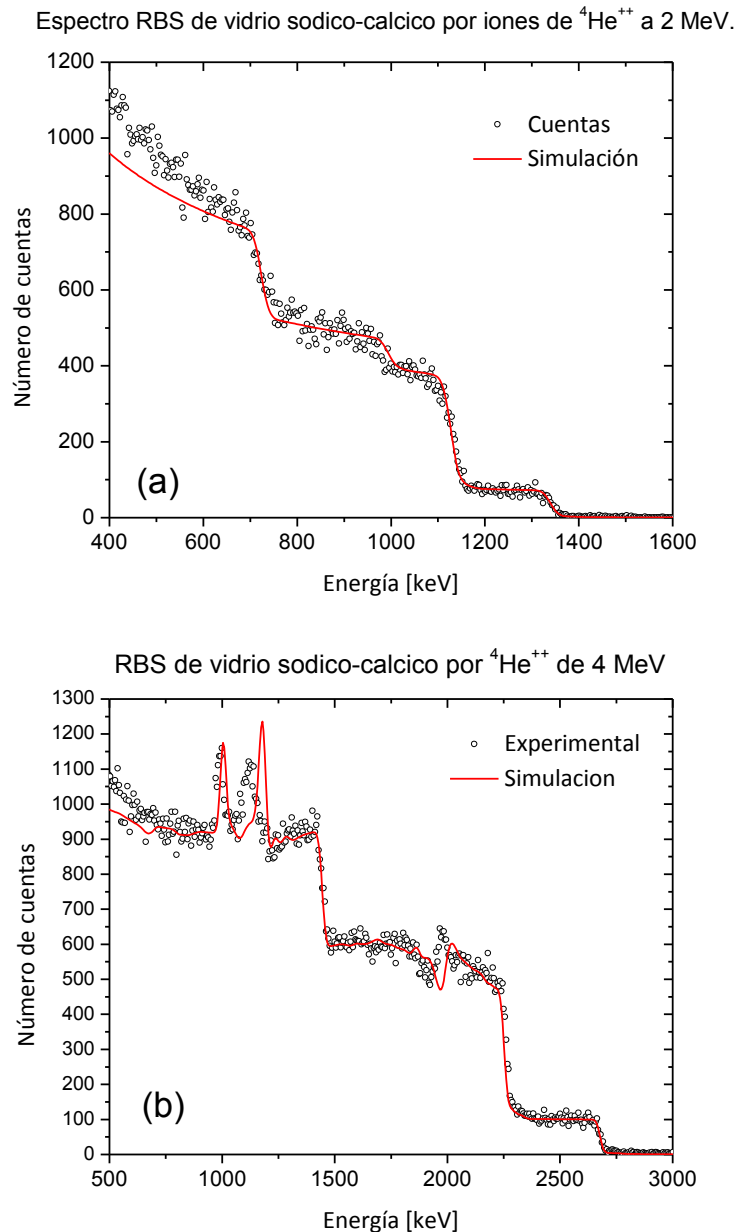 Espectro RBS de vidrio sodico-calcico por iones de ⁴He⁺⁺ a 2 MeV.
1200
1000
800
600
400
200
0
Número de cuentas
Cuentas
Simulación
(a)
400 600 800 1000 1200 1400 1600
Energía [keV]
RBS de vidrio sodico-calcico por ⁴He⁺⁺ de 4 MeV
1300
1200
1100
1000
900
800
700
600
500
400
300
200
100
0
Número de cuentas
Experimental
Simulacion
(b)
500 1000 1500 2000 2500 3000
Energía [keV]